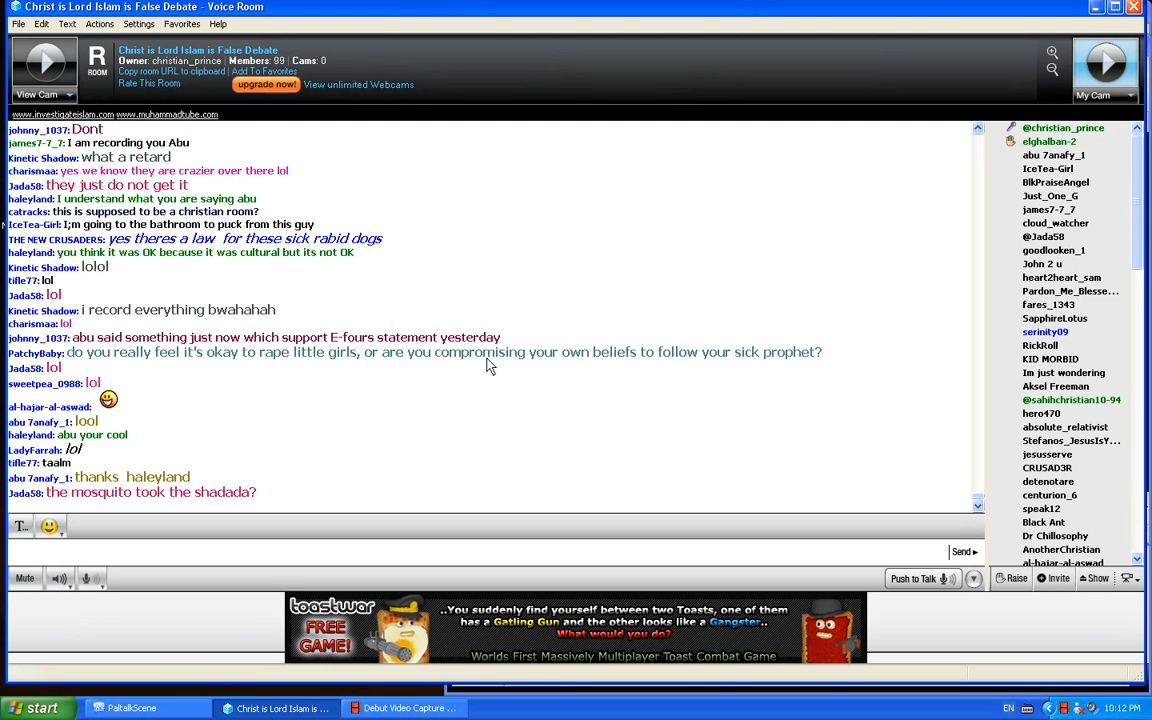 Christ is Lord Islam is False Debate - Voice Room
File Edit Text Actions Settings Favorites Help
View Cam
R
ROOM
Christ is Lord Islam is False Debate
Owner: christian_prince | Members: 99 | Cams: 0
Copy room URL to clipboard | Add To Favorites
Rate This Room
upgrade now! View unlimited Webcams
My Cam
www.investigateislam.com www.muhammadtube.com
johnny_1037: Dont
james7-7_7: I am recording you Abu
Kinetic Shadow: what a retard
charismaa: yes we know they are crazier over there lol
Jada58: they just do not get it
haleyland: I understand what you are saying abu
catracks: this is supposed to be a christian room?
IceTea-Girl: I;m going to the bathroom to puck from this guy
THE NEW CRUSADERS: yes theres a law for these sick rabid dogs
haleyland: you think it was OK because it was cultural but its not OK
Kinetic Shadow: lolol
tifle77: lol
Jada58: lol
Kinetic Shadow: i record everything bwahahah
charismaa: lol
johnny_1037: abu said something just now which support E-fours statement yesterday
PatchyBaby: do you really feel it's okay to rape little girls, or are you compromising your own beliefs to follow your sick prophet?
Jada58: lol
sweetpea_0988: lol
al-hajar-al-aswad:
abu 7anafy_1: lool
haleyland: abu your cool
LadyFarrah: lol
tifle77: taalm
abu 7anafy_1: thanks haleyland
Jada58: the mosquito took the shadada?
@christian_prince
elghalban-2
abu 7anafy_1
IceTea-Girl
BlkPraiseAngel
Just_One_G
james7-7_7
cloud_watcher
@Jada58
goodlooken_1
John 2 u
heart2heart_sam
Pardon_Me_Blesse...
fares_1343
SapphireLotus
serinity09
RickRoll
KID MORBID
Im just wondering
Aksel Freeman
@sahihchristian10-94
hero470
absolute_relativist
Stefanos_JesusIsY...
jesusserve
CRUSAD3R
detenotare
centurion_6
speak12
Black Ant
Dr Chillosophy
AnotherChristian
al-hajar-al-aswad
T...
Send
Mute
Push to Talk
Raise Invite Show
toastwar
FREE
GAME!
..You suddenly find yourself between two Toasts, one of them
has a Gatling Gun and the other looks like a Gangster..
What would you do?
Worlds First Massively Multiplayer Toast Combat Game
start PaltalkScene Christ is Lord Islam is ... Debut Video Capture ... EN 10:12 PM